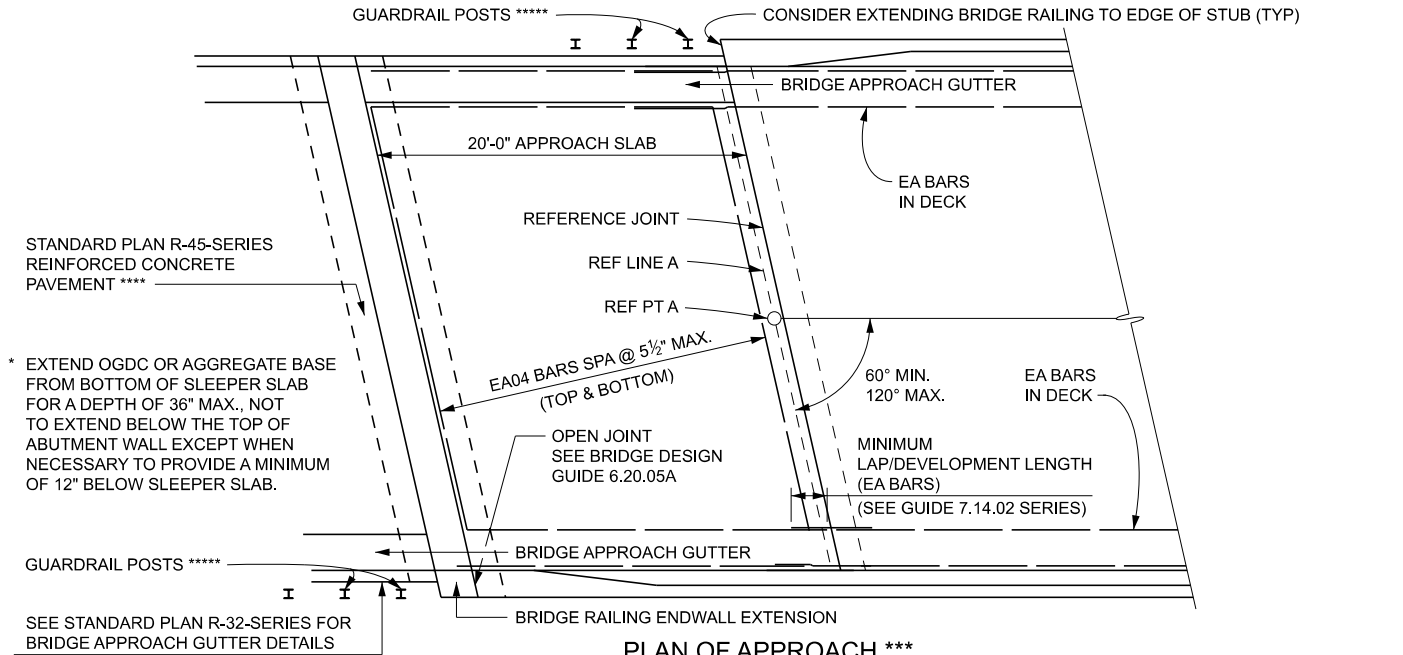 GUARDRAIL POSTS *****
CONSIDER EXTENDING BRIDGE RAILING TO EDGE OF STUB (TYP)
BRIDGE APPROACH GUTTER
20'-0" APPROACH SLAB
EA BARS
IN DECK
REFERENCE JOINT
REF LINE A
REF PT A
STANDARD PLAN R-45-SERIES
REINFORCED CONCRETE
PAVEMENT ****
* EXTEND OGDC OR AGGREGATE BASE
FROM BOTTOM OF SLEEPER SLAB
FOR A DEPTH OF 36" MAX., NOT
TO EXTEND BELOW THE TOP OF
ABUTMENT WALL EXCEPT WHEN
NECESSARY TO PROVIDE A MINIMUM
OF 12" BELOW SLEEPER SLAB.
EA04 BARS SPA @ 5½" MAX.
(TOP & BOTTOM)
60° MIN.
120° MAX.
EA BARS
IN DECK
OPEN JOINT
SEE BRIDGE DESIGN
GUIDE 6.20.05A
MINIMUM
LAP/DEVELOPMENT LENGTH
(EA BARS)
(SEE GUIDE 7.14.02 SERIES)
BRIDGE APPROACH GUTTER
GUARDRAIL POSTS *****
BRIDGE RAILING ENDWALL EXTENSION
SEE STANDARD PLAN R-32-SERIES FOR
BRIDGE APPROACH GUTTER DETAILS
PLAN OF APPROACH ***